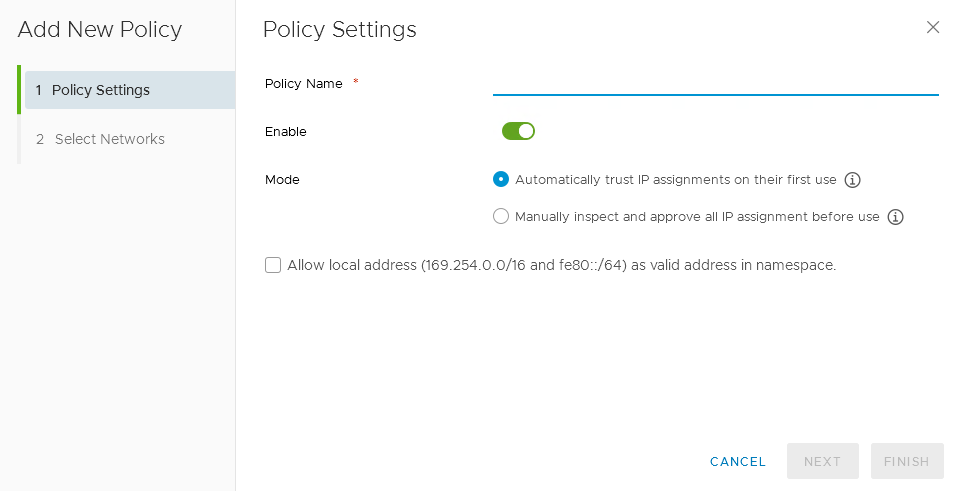 Add New Policy
1 Policy Settings
2 Select Networks
Policy Settings
Policy Name *
Enable
Mode
Automatically trust IP assignments on their first use
Manually inspect and approve all IP assignment before use
Allow local address (169.254.0.0/16 and fe80::/64) as valid address in namespace.
CANCEL NEXT FINISH